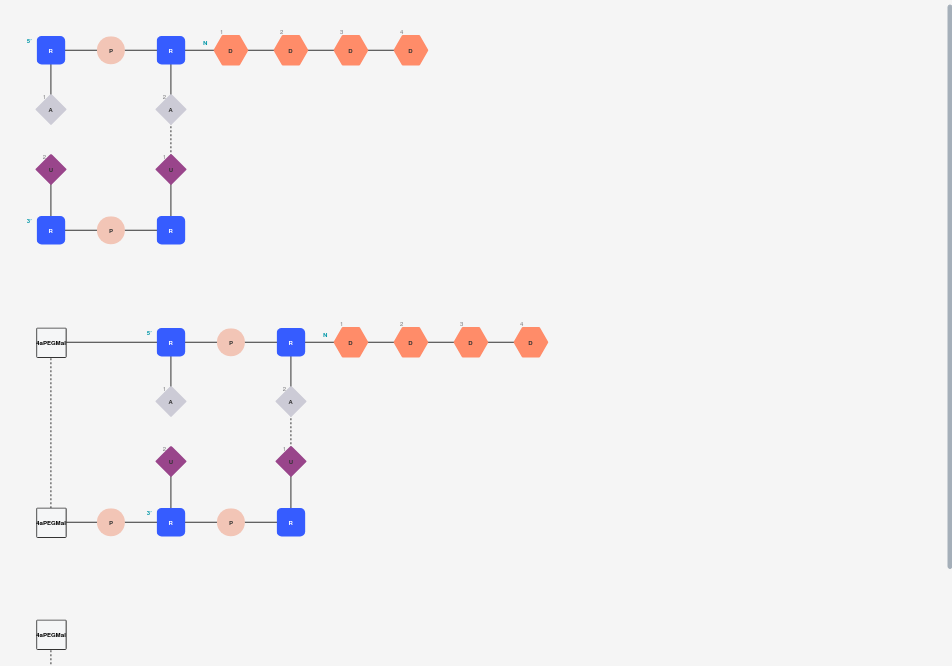 1 2 3 4
5' R P R N D D D D
1 A 2 A
2 U 1 U
3' R P R
1 2 3 4
4aPEGMal 5' R P R N D D D D
1 A 2 A
2 U 1 U
4aPEGMal P 3' R P R
4aPEGMal